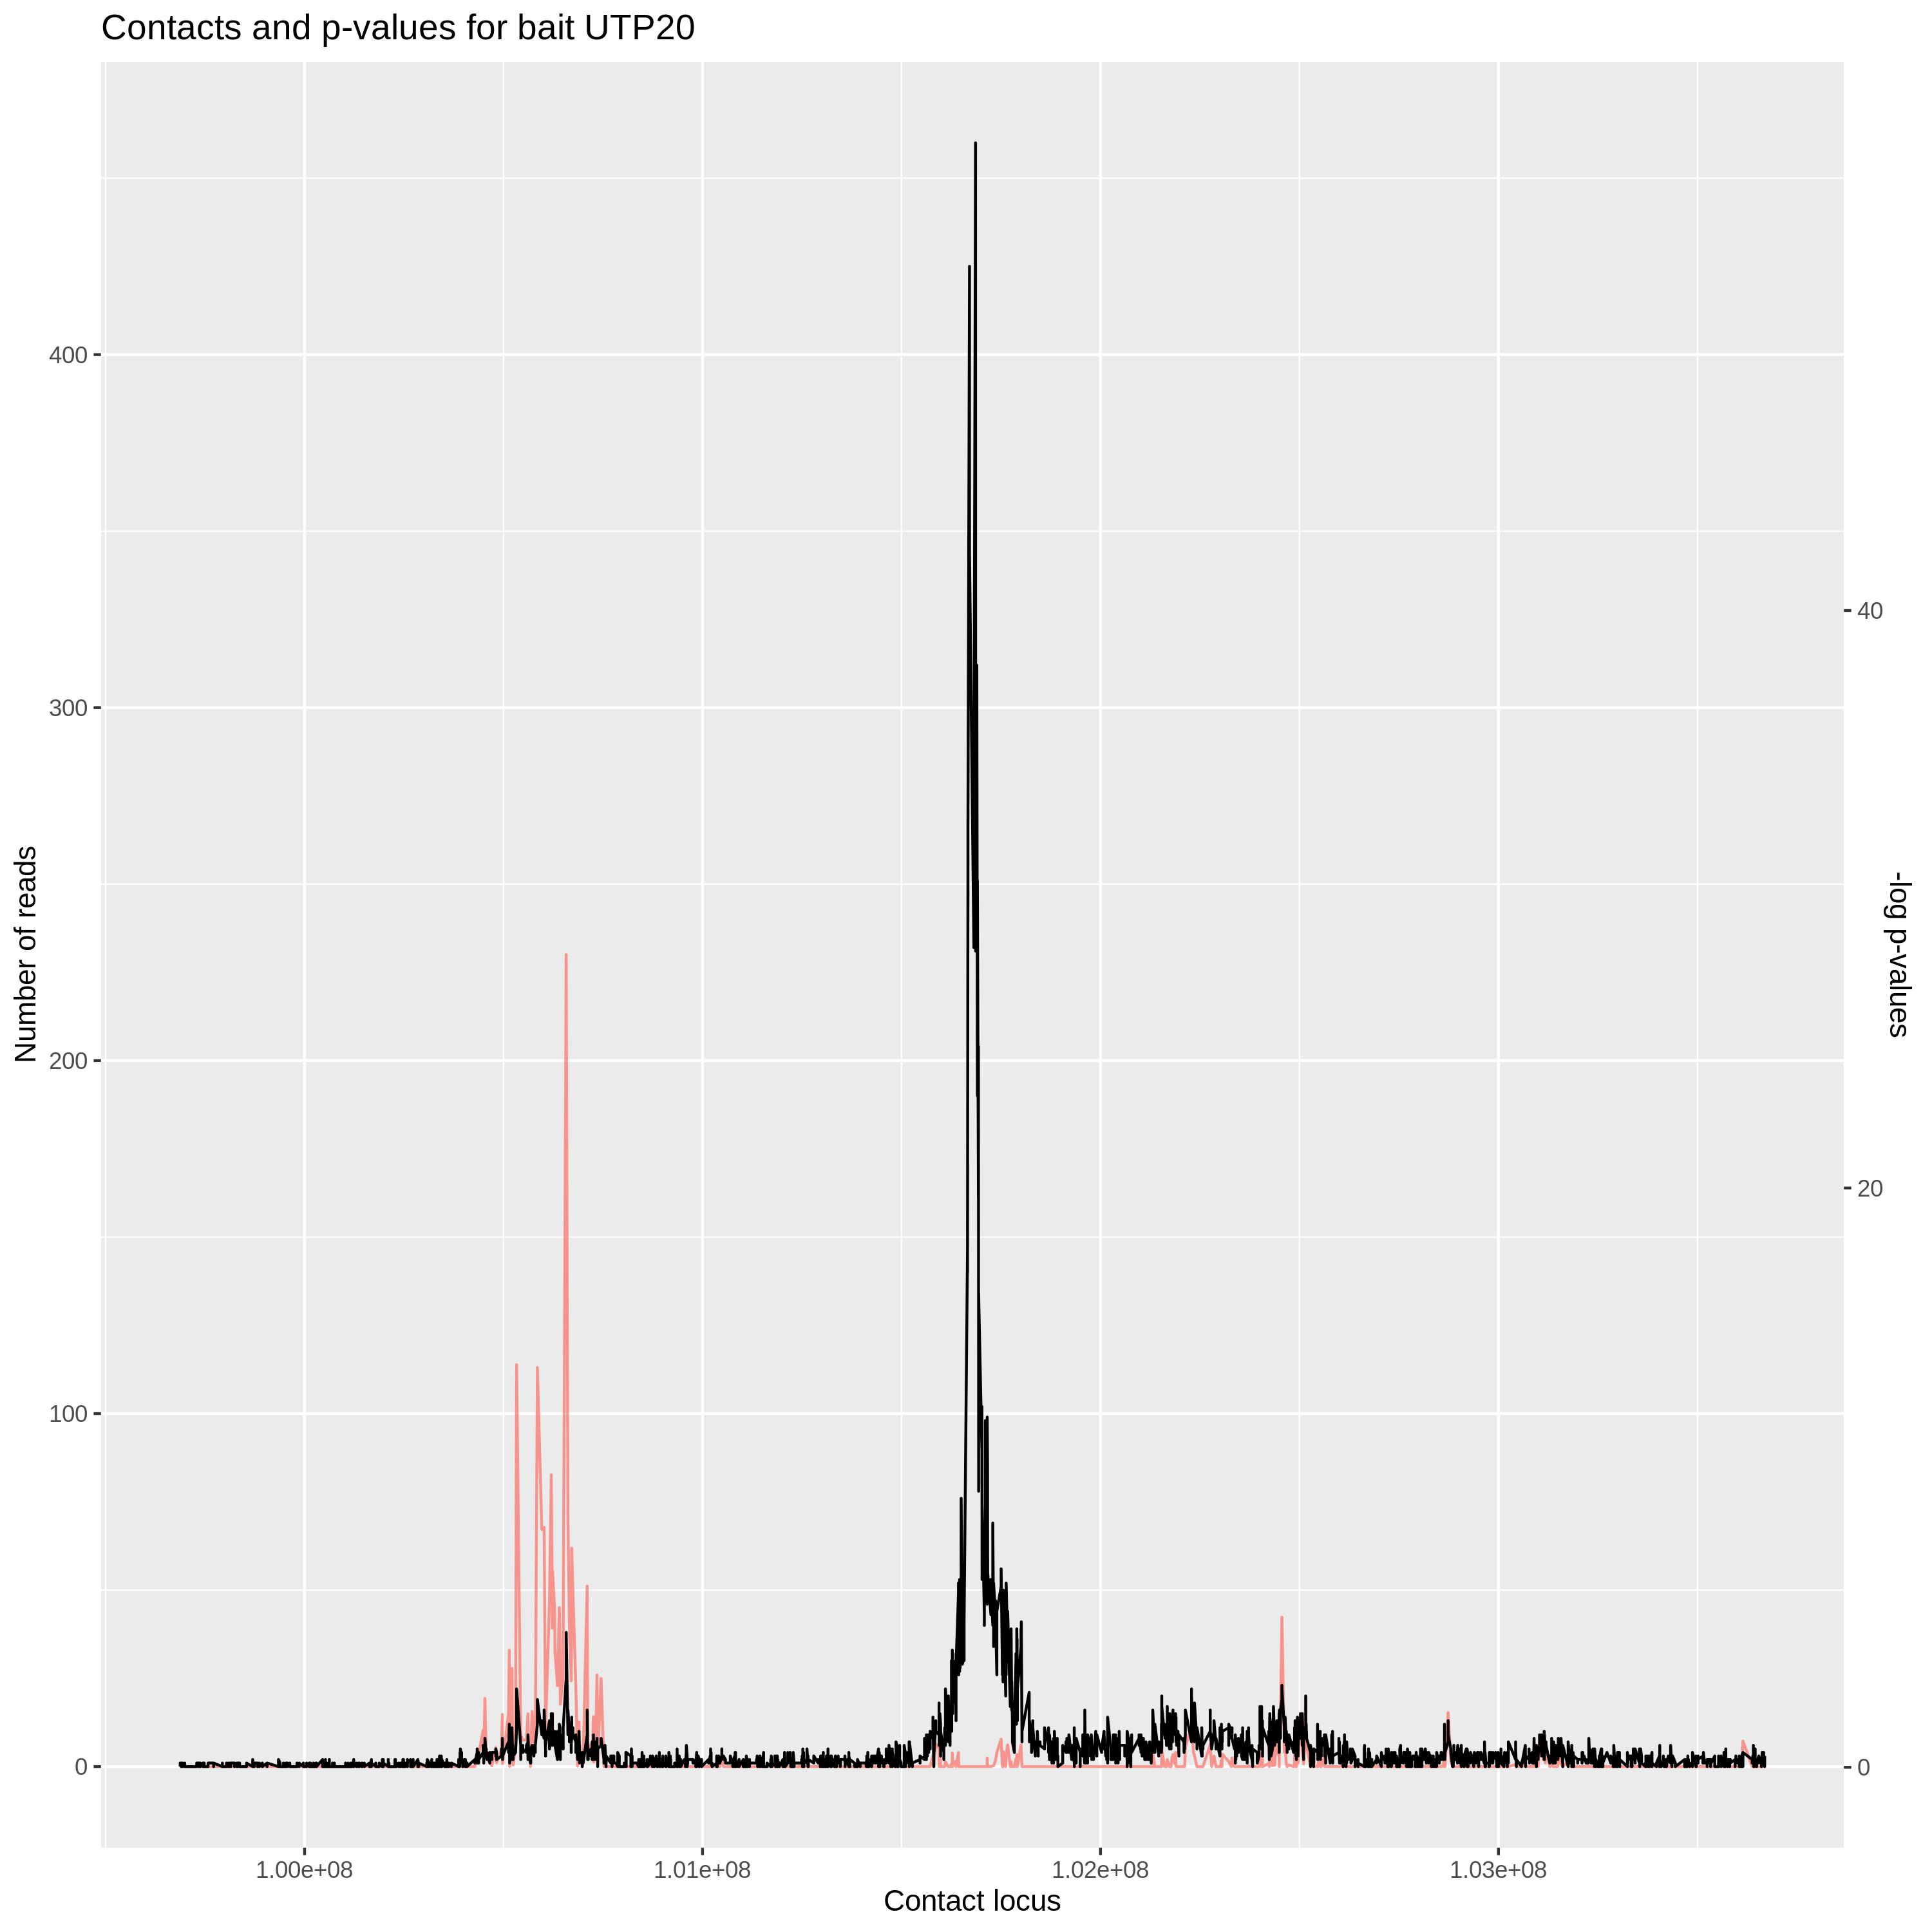 Contacts and p-values for bait UTP20
Number of reads
400
300
200
100
0
40
20
0
-log p-values
1.00e+08
1.01e+08
1.02e+08
1.03e+08
Contact locus